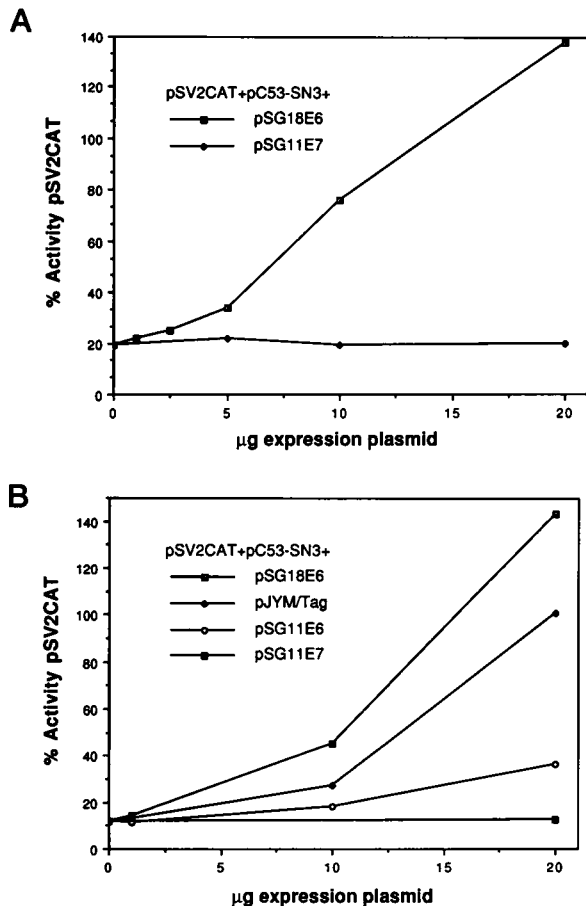 A
% Activity pSV2CAT
140
120
100
80
60
40
20
0
pSV2CAT+pC53-SN3+
pSG18E6
pSG11E7
0
5
10
15
20
µg expression plasmid
B
% Activity pSV2CAT
140
120
100
80
60
40
20
0
pSV2CAT+pC53-SN3+
pSG18E6
pJYM/Tag
pSG11E6
pSG11E7
0
5
10
15
20
µg expression plasmid